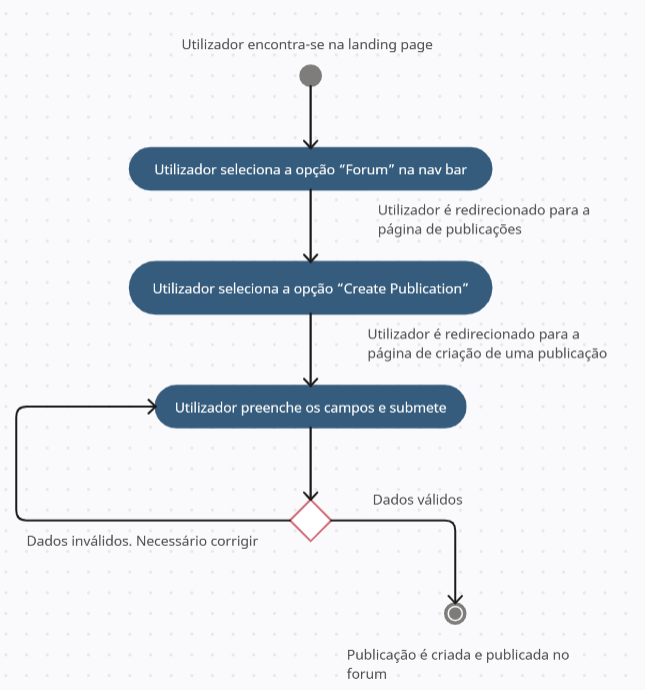 Utilizador encontra-se na landing page
Utilizador seleciona a opção “Forum” na nav bar
Utilizador é redirecionado para a
página de publicações
Utilizador seleciona a opção “Create Publication”
Utilizador é redirecionado para a
página de criação de uma publicação
Utilizador preenche os campos e submete
Dados válidos
Dados inválidos. Necessário corrigir
Publicação é criada e publicada no
forum